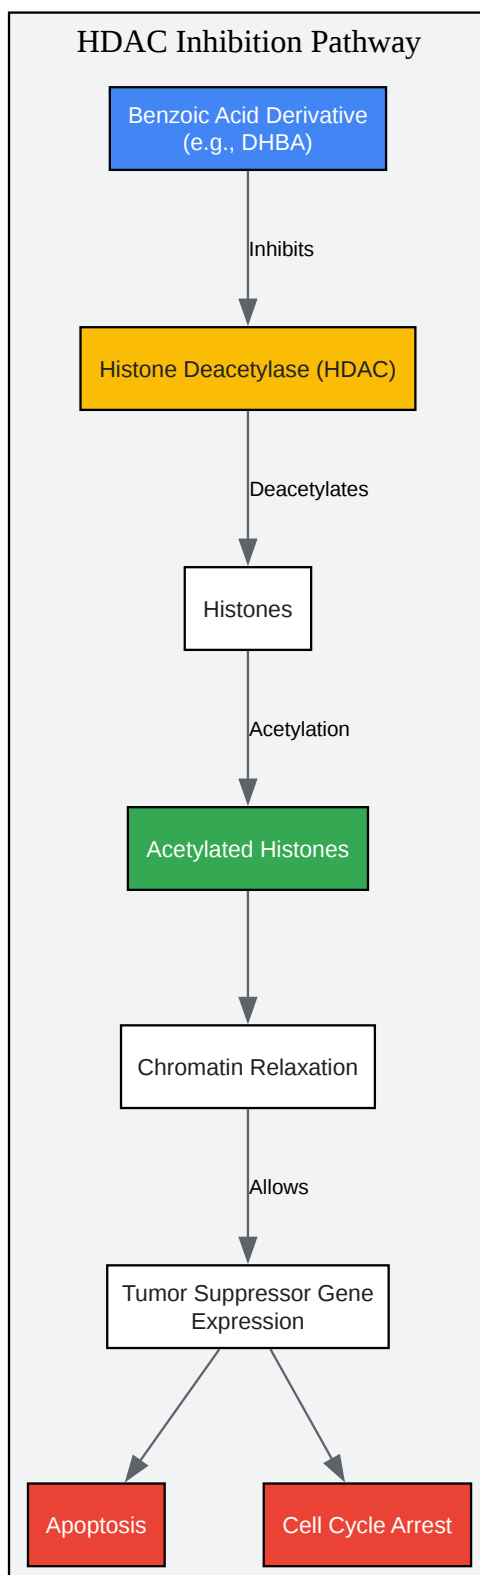 HDAC Inhibition Pathway
Benzoic Acid Derivative
(e.g., DHBA)
Inhibits
Histone Deacetylase (HDAC)
Deacetylates
Histones
Acetylation
Acetylated Histones
Chromatin Relaxation
Allows
Tumor Suppressor Gene
Expression
Apoptosis
Cell Cycle Arrest